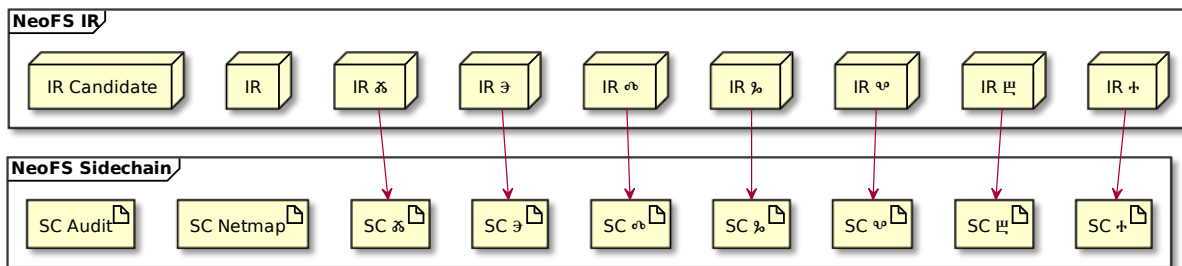 NeoFS IR
IR Candidate
IR
IR ⰶ
IR ⰵ
IR ⰴ
IR ⰳ
IR ⰲ
IR ⰱ
IR ⰰ
NeoFS Sidechain
SC Audit
SC Netmap
SC ⰶ
SC ⰵ
SC ⰴ
SC ⰳ
SC ⰲ
SC ⰱ
SC ⰰ